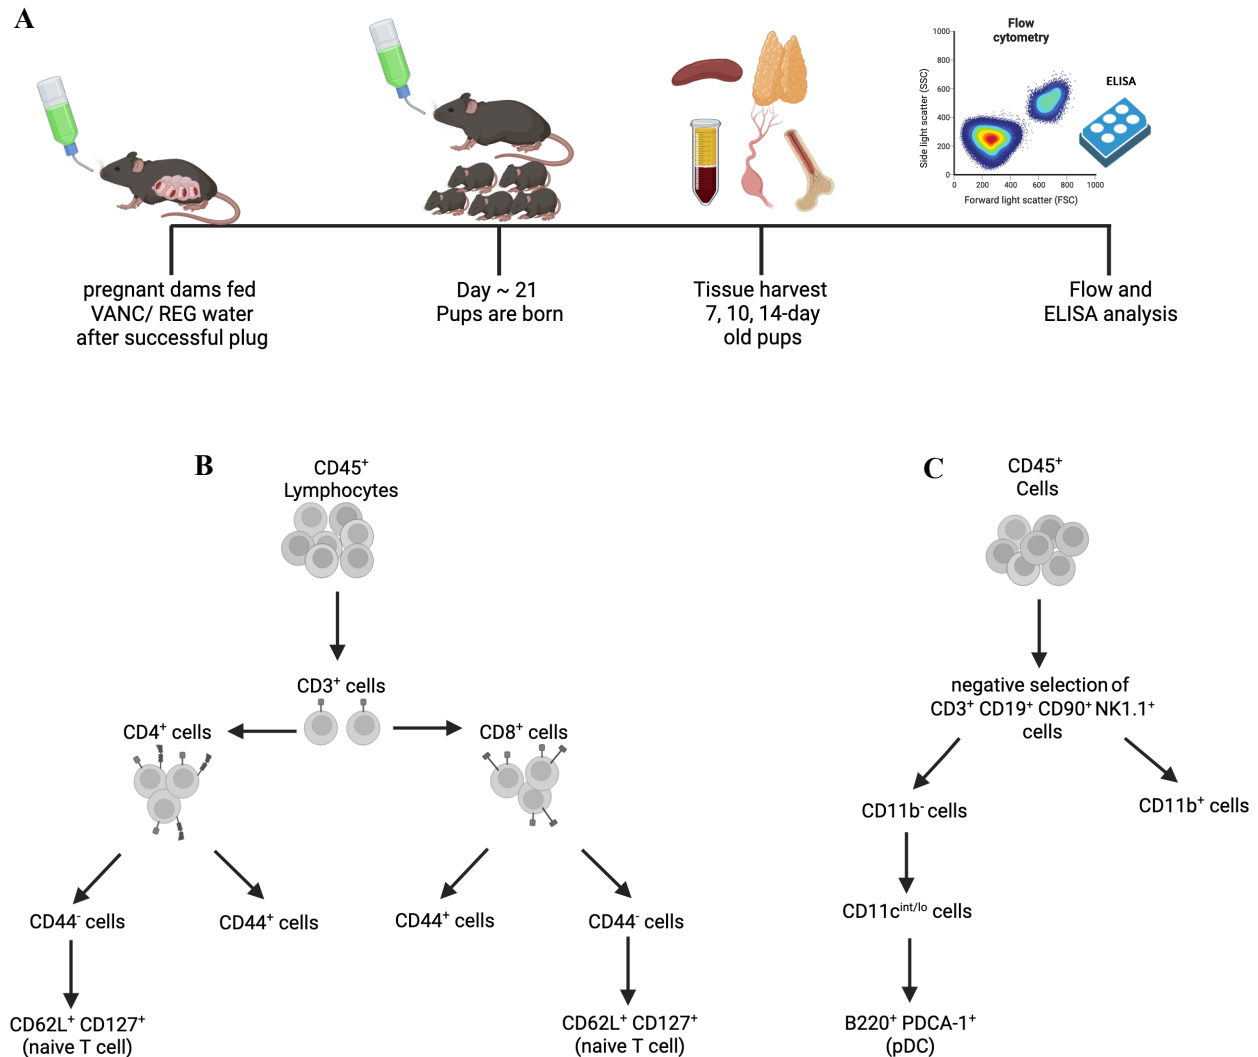 A
Flow
cytometry
1000
800
600
400
200
0
Side light scatter (SSC)
0 200 400 600 800 1000
Forward light scatter (FSC)
ELISA
pregnant dams fed
VANC/ REG water
after successful plug
Day ~ 21
Pups are born
Tissue harvest
7, 10, 14-day
old pups
Flow and
ELISA analysis
B
CD45⁺
Lymphocytes
CD3⁺ cells
CD4⁺ cells
CD8⁺ cells
CD44⁻ cells
CD44⁺ cells
CD44⁺ cells
CD44⁻ cells
CD62L⁺ CD127⁺
(naive T cell)
CD62L⁺ CD127⁺
(naive T cell)
C
CD45⁺
Cells
negative selection of
CD3⁺ CD19⁺ CD90⁺ NK1.1⁺
cells
CD11b⁻ cells
CD11b⁺ cells
CD11cⁱⁿᵗ/ˡᵒ cells
B220⁺ PDCA-1⁺
(pDC)